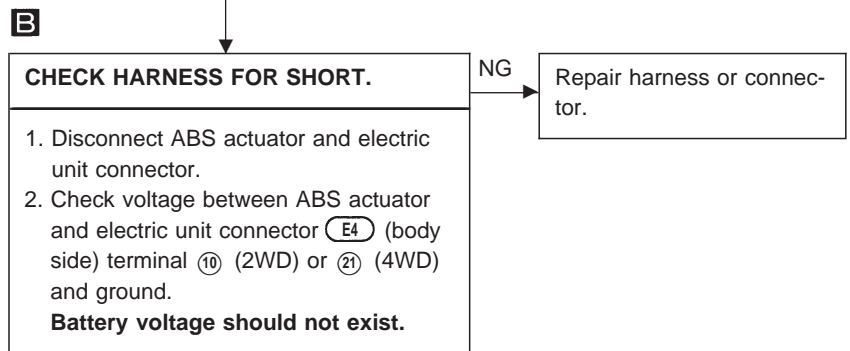 B
CHECK HARNESS FOR SHORT.
NG
Repair harness or connec-
tor.
1. Disconnect ABS actuator and electric
unit connector.
2. Check voltage between ABS actuator
and electric unit connector E4 (body
side) terminal ⑩ (2WD) or ㉑ (4WD)
and ground.
Battery voltage should not exist.